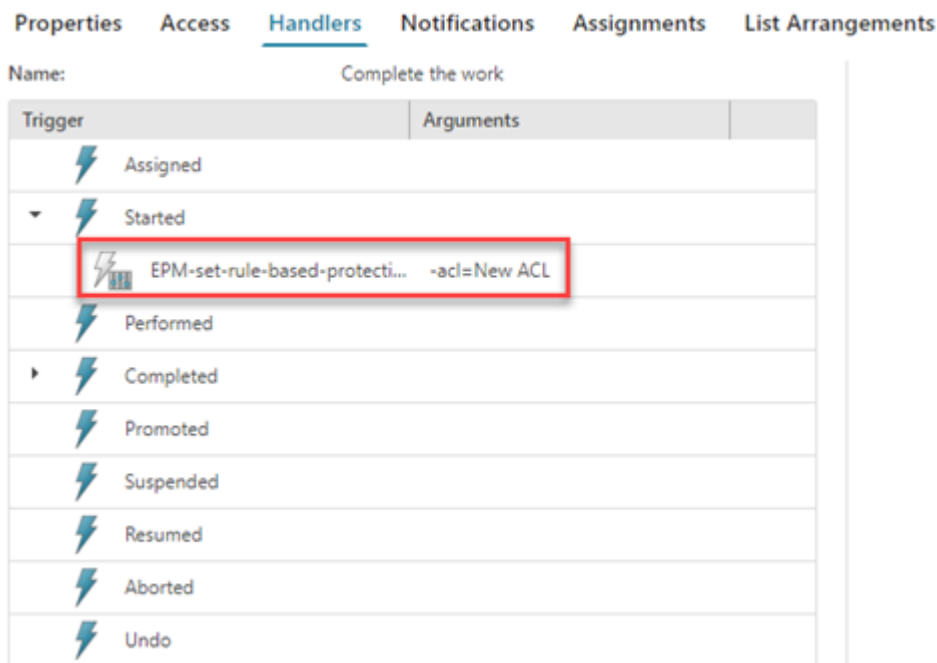 Properties Access Handlers Notifications Assignments List Arrangements
Name: Complete the work
Trigger Arguments
Assigned
Started
EPM-set-rule-based-protecti... -acl=New ACL
Performed
Completed
Promoted
Suspended
Resumed
Aborted
Undo